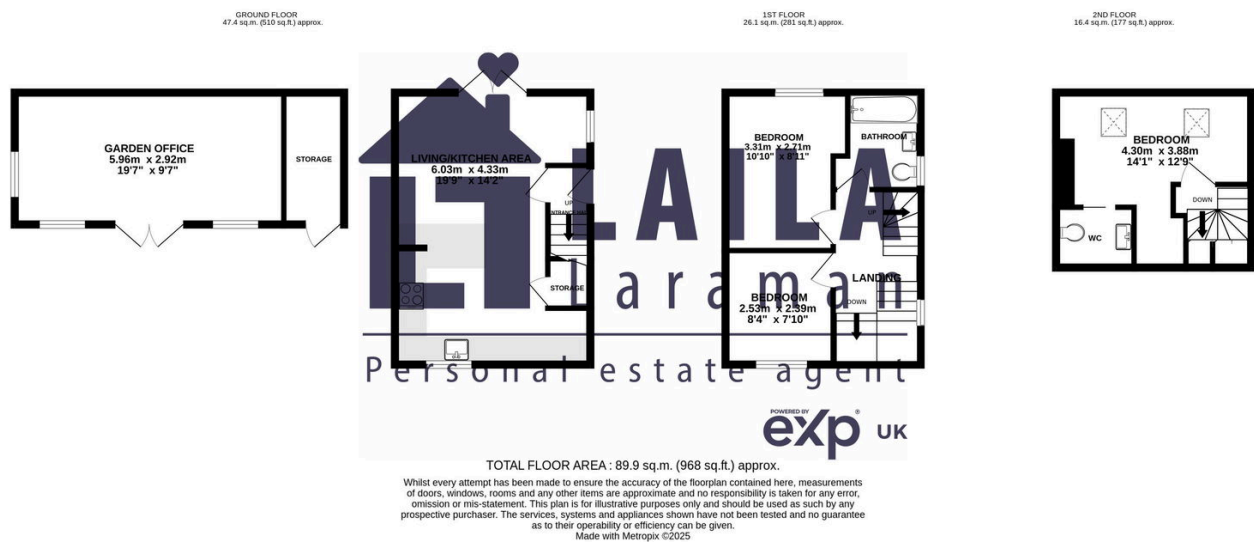 GROUND FLOOR
47.4 sq.m. (510 sq.ft.) approx.
1ST FLOOR
26.1 sq.m. (281 sq.ft.) approx.
2ND FLOOR
16.4 sq.m. (177 sq.ft.) approx.
GARDEN OFFICE
5.96m x 2.92m
19'7" x 9'7"
STORAGE
LIVING/KITCHEN AREA
6.03m x 4.33m
19'9" x 14'2"
UP
STORAGE
BEDROOM
3.31m x 2.71m
10'10" x 8'11"
BATHROOM
UP
LANDING
DOWN
BEDROOM
2.53m x 2.39m
8'4" x 7'10"
BEDROOM
4.30m x 3.88m
14'1" x 12'9"
DOWN
WC
LAILA
Laraman
Personal estate agent
POWERED BY
exp® UK
TOTAL FLOOR AREA : 89.9 sq.m. (968 sq.ft.) approx.
Whilst every attempt has been made to ensure the accuracy of the floorplan contained here, measurements
of doors, windows, rooms and any other items are approximate and no responsibility is taken for any error,
omission or mis-statement. This plan is for illustrative purposes only and should be used as such by any
prospective purchaser. The services, systems and appliances shown have not been tested and no guarantee
as to their operability or efficiency can be given.
Made with Metropix ©2025